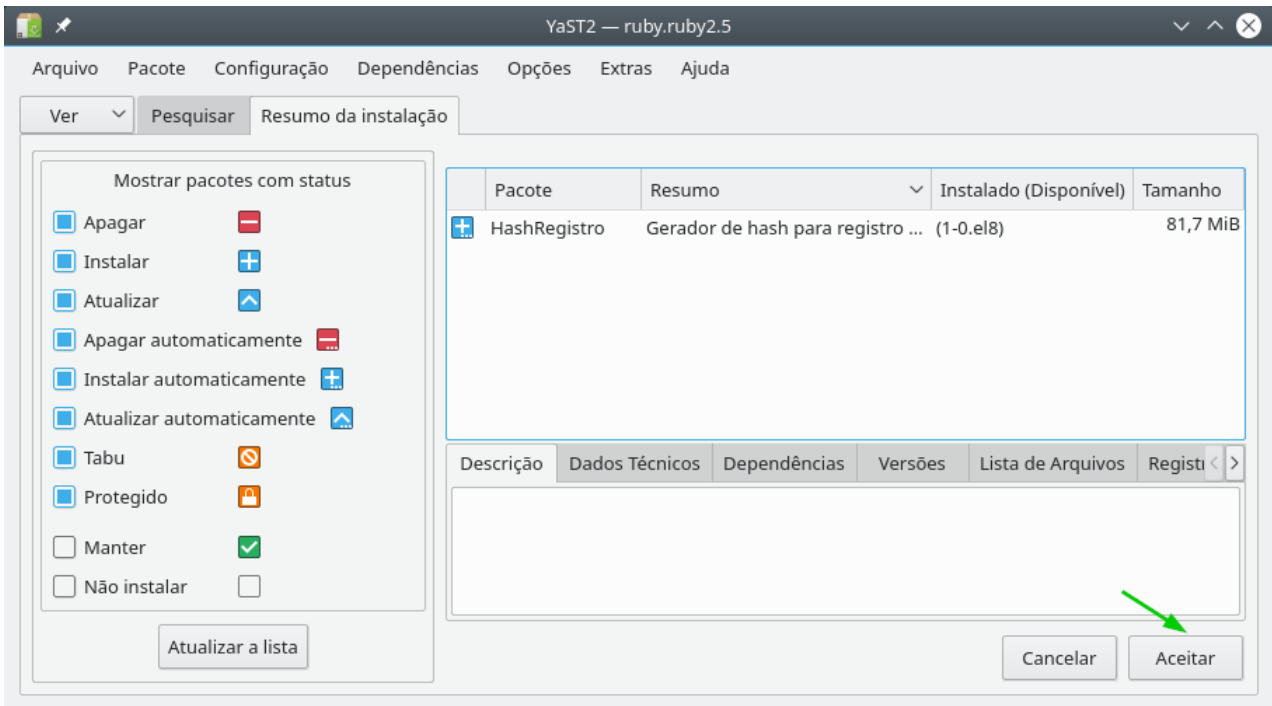 YaST2 — ruby.ruby2.5
Arquivo Pacote Configuração Dependências Opções Extras Ajuda
Ver Pesquisar Resumo da instalação
Mostrar pacotes com status
Apagar
Instalar
Atualizar
Apagar automaticamente
Instalar automaticamente
Atualizar automaticamente
Tabu
Protegido
Manter
Não instalar
Atualizar a lista
Pacote Resumo Instalado (Disponível) Tamanho
HashRegistro Gerador de hash para registro ... (1-0.el8) 81,7 MiB
Descrição Dados Técnicos Dependências Versões Lista de Arquivos
Cancelar Aceitar